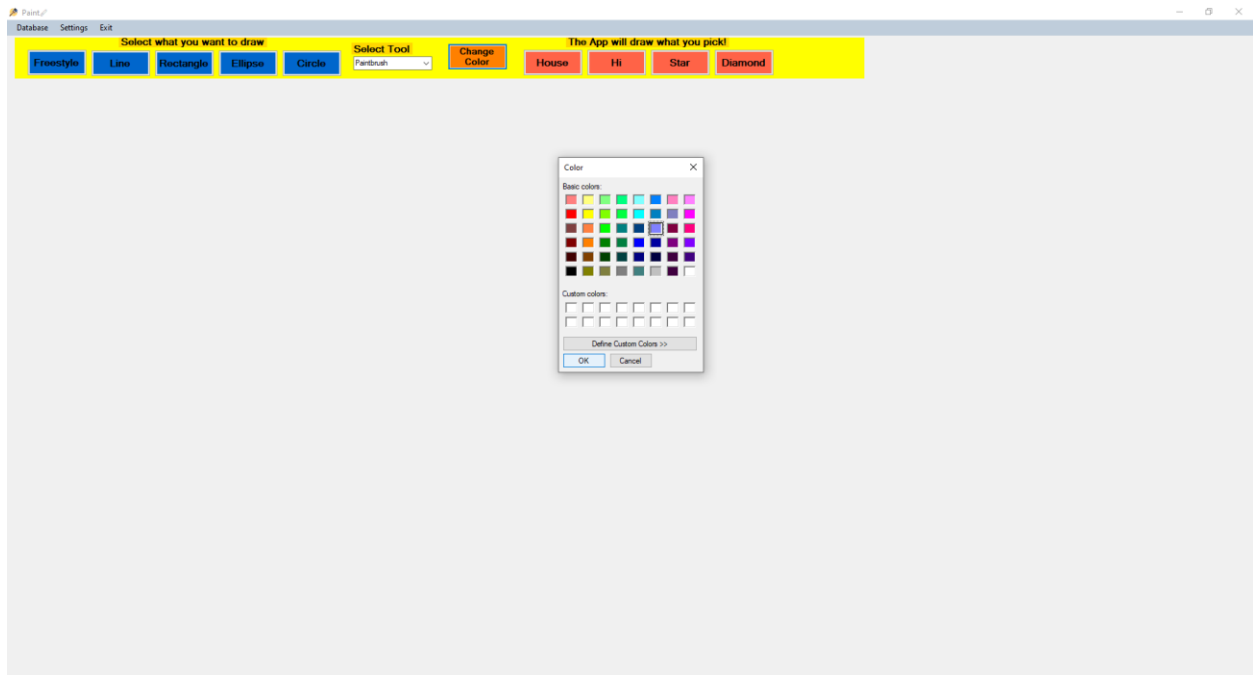 Paint
Database Settings Exit
Select what you want to draw
Freestyle Line Rectangle Ellipse Circle
Select Tool
Paintbrush
Change
Color
The App will draw what you pick!
House Hi Star Diamond
Color
Basic colors:
Custom colors:
Define Custom Colors >>
OK Cancel